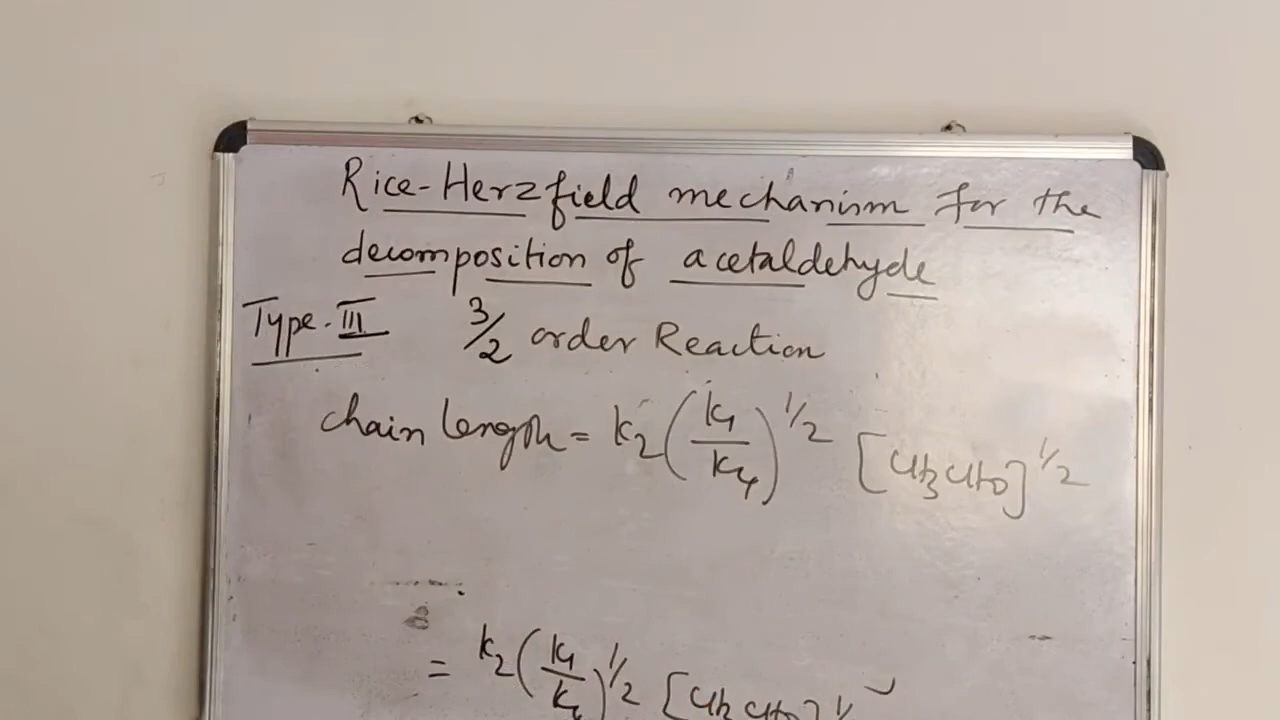 Rice-Herzfield mechanism for the
decomposition of acetaldehyde
Type-III 3/2 order Reaction
chain length = k₂(k₁/k₄)^1/2 [CH₃CHO]^1/2
= k₂(k₁/k₄)^1/2 [CH₃CHO]^1/